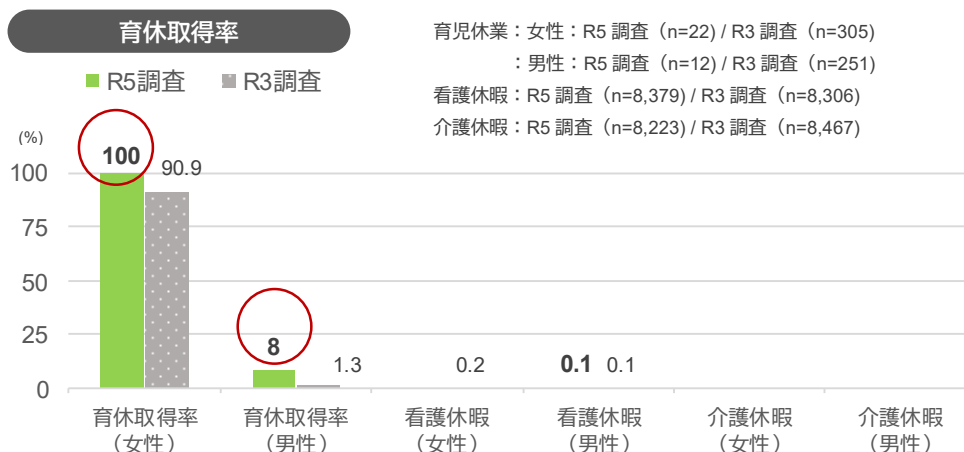 育休取得率
育児休業：女性：R5 調査（n=22) / R3 調査（n=305)
：男性：R5 調査（n=12) / R3 調査（n=251)
看護休暇：R5 調査（n=8,379) / R3 調査（n=8,306)
介護休暇：R5 調査（n=8,223) / R3 調査（n=8,467)
R5調査 R3調査
(%)
100 90.9
100
75
50
25
8 1.3 0.2 0.1 0.1
0
育休取得率 育休取得率 看護休暇 看護休暇 介護休暇 介護休暇
（女性） （男性） （女性） （男性） （女性） （男性）